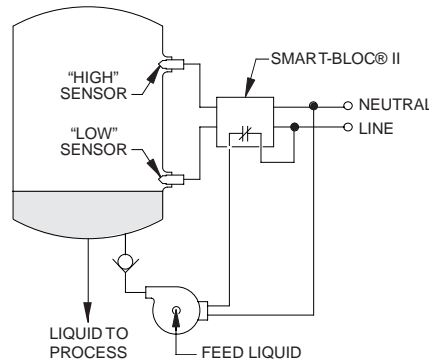 "HIGH"
SENSOR
SMART-BLOC® II
NEUTRAL
LINE
"LOW"
SENSOR
LIQUID TO
PROCESS
FEED LIQUID